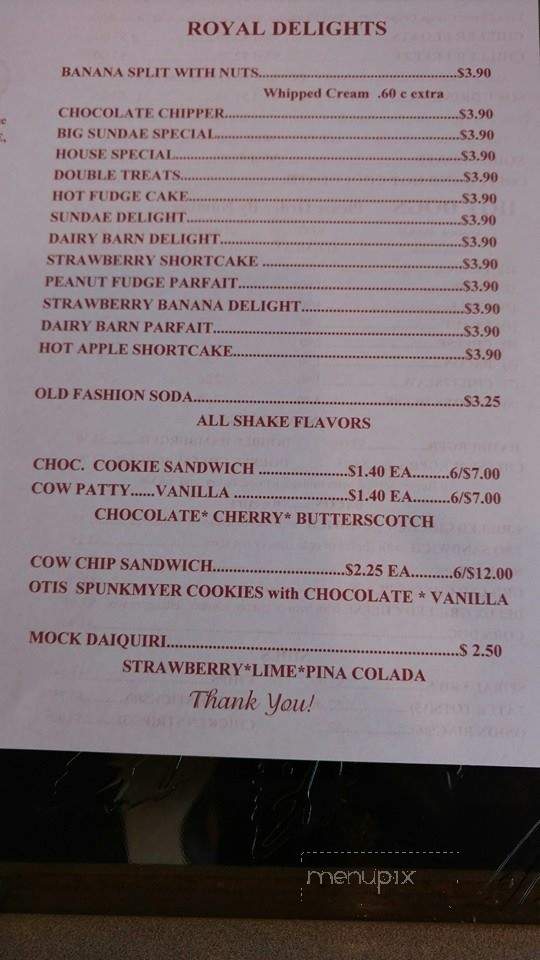 ROYAL DELIGHTS
BANANA SPLIT WITH NUTS..................................................$3.90
Whipped Cream .60 c extra
CHOCOLATE CHIPPER..........................................................$3.90
BIG SUNDAE SPECIAL............................................................$3.90
HOUSE SPECIAL.......................................................................$3.90
DOUBLE TREATS.....................................................................$3.90
HOT FUDGE CAKE...................................................................$3.90
SUNDAE DELIGHT...................................................................$3.90
DAIRY BARN DELIGHT...........................................................$3.90
STRAWBERRY SHORTCAKE .................................................$3.90
PEANUT FUDGE PARFAIT.......................................................$3.90
STRAWBERRY BANANA DELIGHT........................................$3.90
DAIRY BARN PARFAIT.............................................................$3.90
HOT APPLE SHORTCAKE.........................................................$3.90
OLD FASHION SODA..................................................................$3.25
ALL SHAKE FLAVORS
CHOC. COOKIE SANDWICH ......................$1.40 EA.........6/$7.00
COW PATTY......VANILLA ............................$1.40 EA.........6/$7.00
CHOCOLATE* CHERRY* BUTTERSCOTCH
COW CHIP SANDWICH................................$2.25 EA..........6/$12.00
OTIS SPUNKMYER COOKIES with CHOCOLATE * VANILLA
MOCK DAIQUIRI......................................................................$ 2.50
STRAWBERRY*LIME*PINA COLADA
Thank You!
menupix